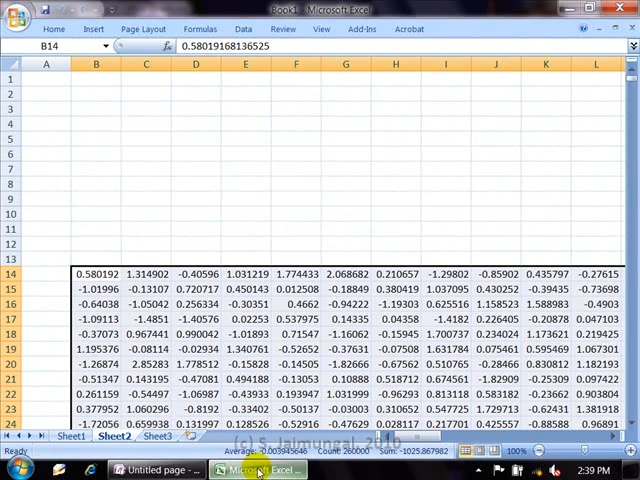 Book1 - Microsoft Excel
Home Insert Page Layout Formulas Data Review View Add-Ins Acrobat
B14 0.58019168136525
A B C D E F G H I J K L
1
2
3
4
5
6
7
8
9
10
11
12
13
14 0.580192 1.314902 -0.40596 1.031219 1.774433 2.068682 0.210657 -1.29802 -0.85902 0.435797 -0.27615
15 -1.01996 -0.13107 0.720717 0.450143 0.012508 -0.18849 0.380419 1.037095 0.430252 -0.39435 -0.73698
16 -0.64038 -1.05042 0.256334 -0.30351 0.4662 -0.94222 -1.19303 0.625516 1.158523 1.588983 -0.4903
17 -1.09113 -1.4851 -1.40576 0.02253 0.537975 0.14135 0.04358 -1.4182 0.226405 -0.20878 0.047103
18 -0.37073 0.967441 0.990042 -1.01893 0.71547 -1.16062 -0.15945 1.700737 0.234024 1.173621 0.219425
19 1.195376 -0.08114 -0.02934 1.340761 -0.52652 -0.37631 -0.07508 1.631784 0.075461 0.595469 1.067301
20 -1.26874 2.85283 1.778512 -0.15828 -0.14505 -1.82666 -0.67562 0.510765 -0.28466 0.830812 1.182193
21 -0.51347 0.143195 -0.47081 0.494188 -0.13053 0.10888 0.518712 0.674561 -1.82909 -0.25309 0.097422
22 0.261159 -0.54497 -1.06987 -0.43933 0.193947 1.031999 -0.96293 0.813118 0.583182 -0.23662 0.903804
23 0.377952 1.060296 -0.8192 -0.33402 -0.50137 -0.03003 0.310652 0.547725 1.729713 -0.62431 1.381918
24 -1.72056 0.659938 0.131997 0.128526 -0.52916 -0.47629 0.028117 0.691633 0.074122 -0.88588 0.96891
Sheet1 Sheet2 Sheet3
(c) S. Jaimungal, 2010
Ready Average: -0.003945646 Count: 260000 Sum: -1025.867982 100%
Untitled page - ... Microsoft Excel ... 2:39 PM